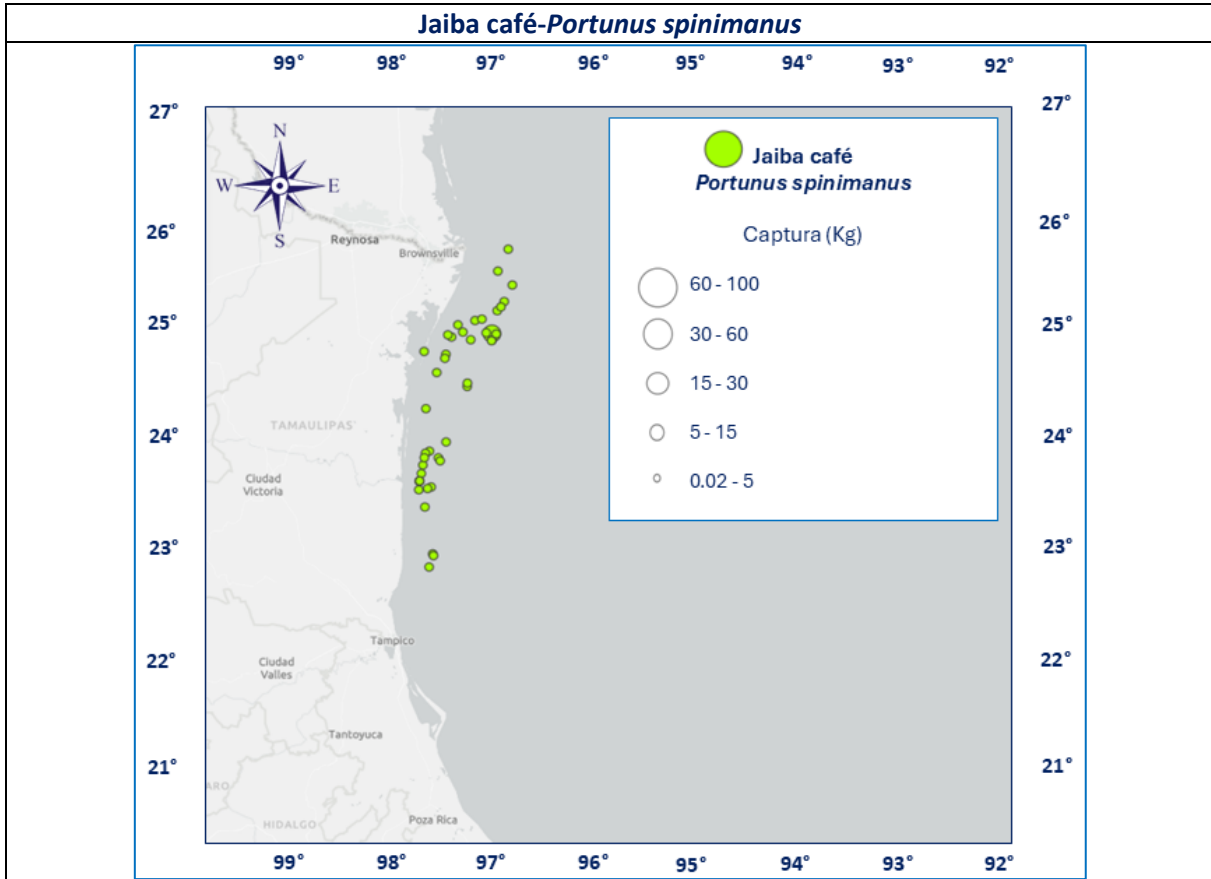 Jaiba café-Portunus spinimanus
99° 98° 97° 96° 95° 94° 93° 92°
27° 27°
N
Jaiba café
Portunus spinimanus
W E
26° 26°
S
Reynosa
Captura (Kg)
Brownsville
60 - 100
25° 25°
30 - 60
15 - 30
24° 24°
TAMAULIPAS
5 - 15
Ciudad
Victoria
0.02 - 5
23° 23°
Tampico
22° 22°
Ciudad
Valles
Tantoyuca
21° 21°
ARO
HIDALGO
Poza Rica
99° 98° 97° 96° 95° 94° 93° 92°